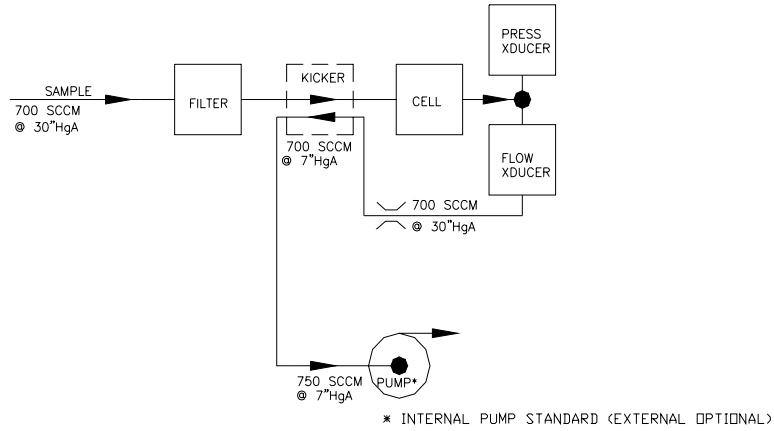 PRESS
XDUCER
SAMPLE
700 SCCM
@ 30"HgA
FILTER
KICKER
CELL
700 SCCM
@ 7"HgA
FLOW
XDUCER
700 SCCM
@ 30"HgA
750 SCCM
@ 7"HgA
PUMP*
* INTERNAL PUMP STANDARD (EXTERNAL OPTIONAL)